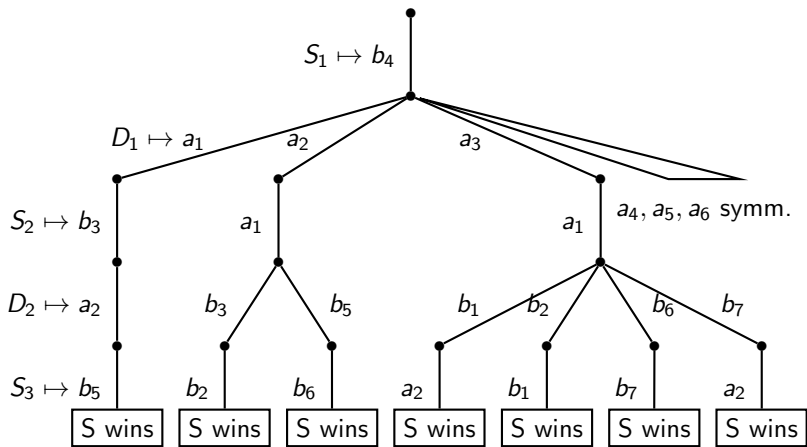 S₁ ↦ b₄
D₁ ↦ a₁ a₂ a₃
a₄, a₅, a₆ symm.
S₂ ↦ b₃ a₁ a₁
D₂ ↦ a₂ b₃ b₅ b₁ b₂ b₆ b₇
S₃ ↦ b₅ b₂ b₆ a₂ b₁ b₇ a₂
S wins S wins S wins S wins S wins S wins S wins